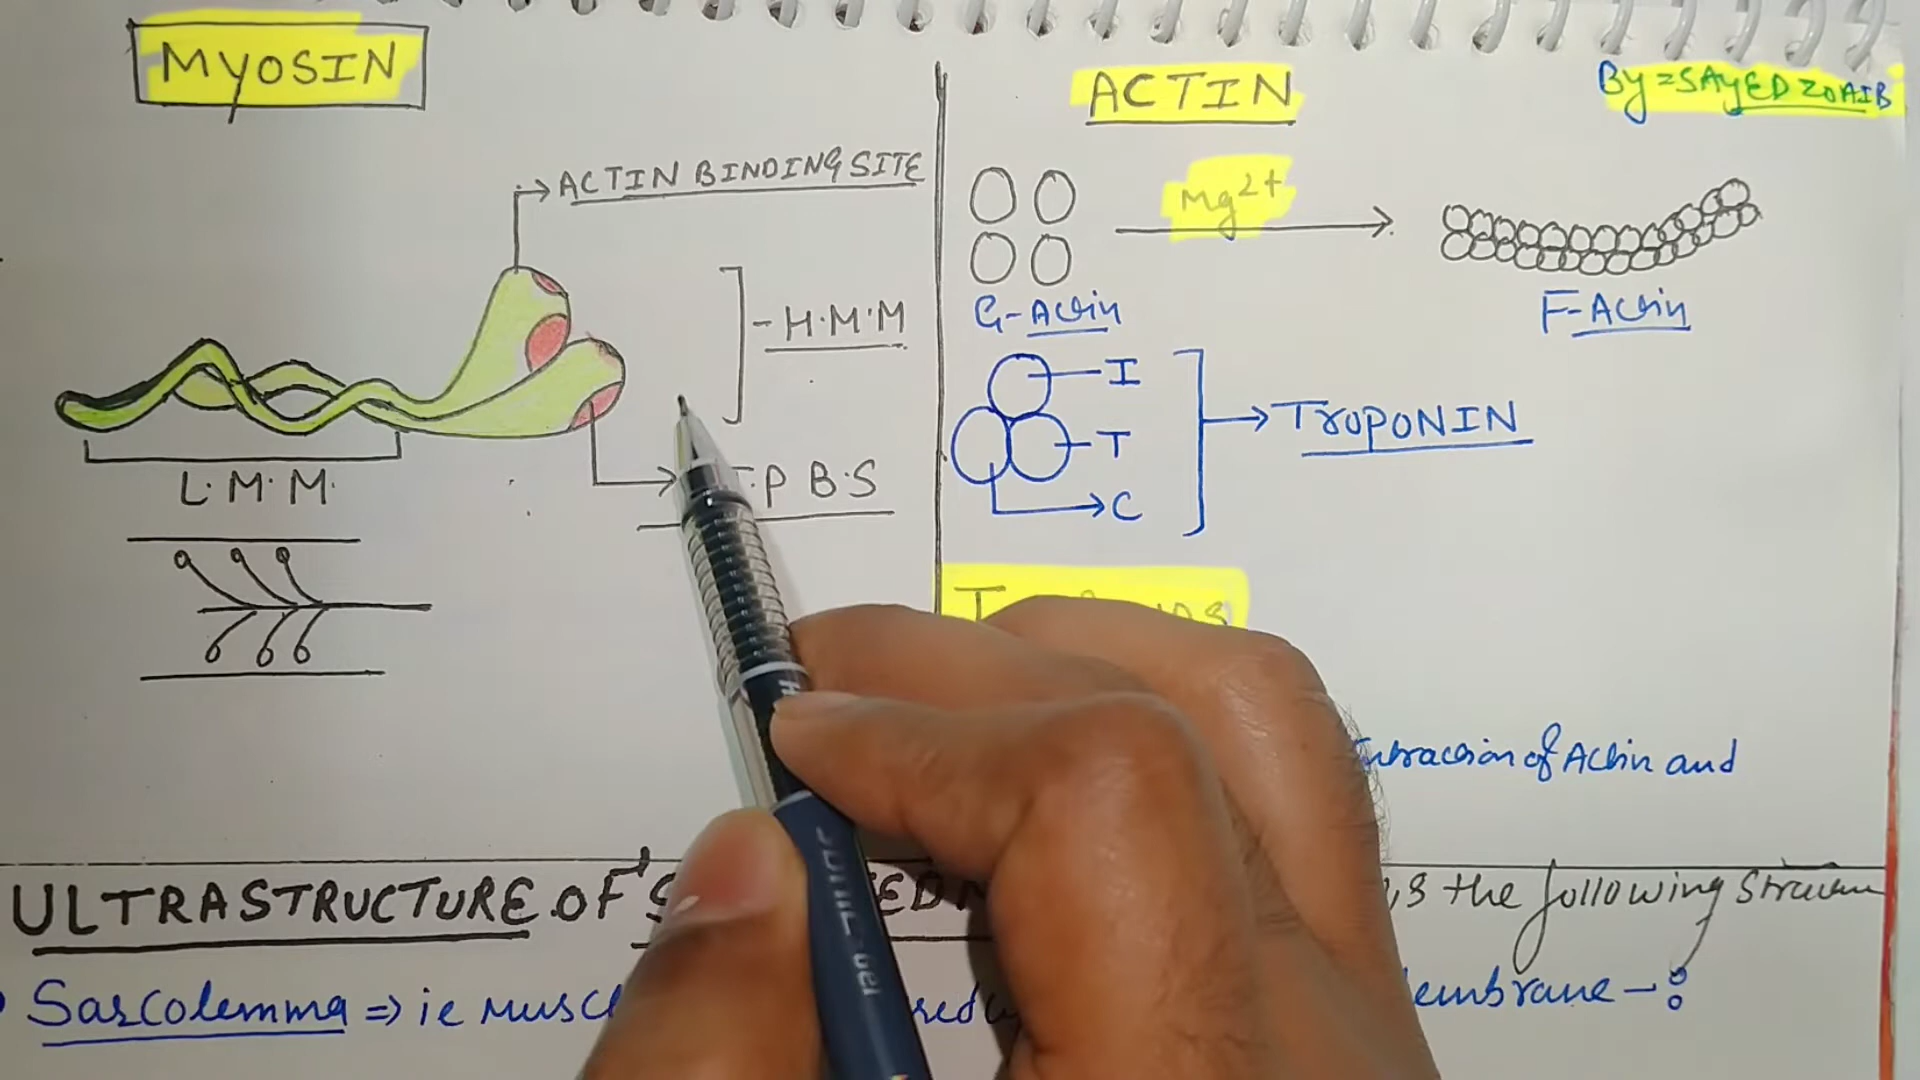 MYOSIN
ACTIN BINDING SITE
H.M.M
L.M.M.
T.P B.S
ACTIN
By=SAYED ZOAIB
Mg2+
G-Actin
F-Actin
I
T
C
TROPONIN
of Actin and
ULTRASTRUCTURE OF
the following
Sarcolemma => ie